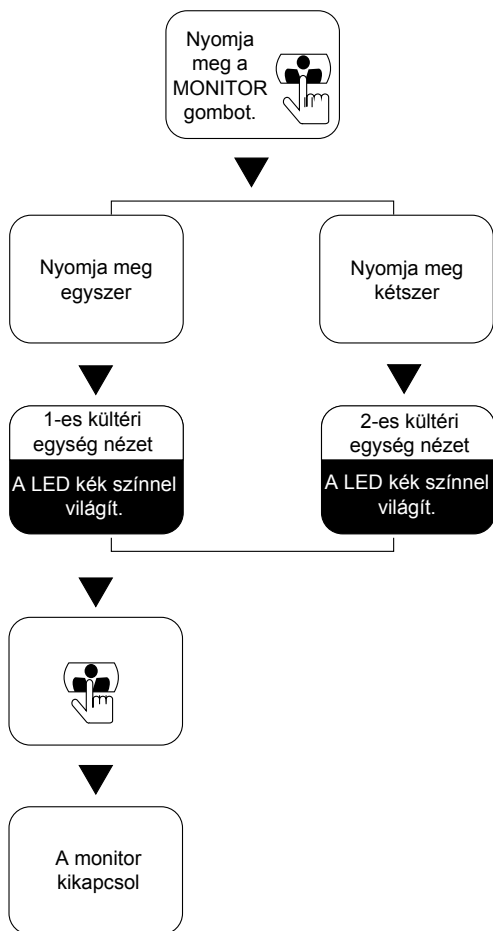 Nyomja
meg a
MONITOR
gombot.
Nyomja meg
egyszer
Nyomja meg
kétszer
1-es kültéri
egység nézet
A LED kék színnel
világít.
2-es kültéri
egység nézet
A LED kék színnel
világít.
A monitor
kikapcsol